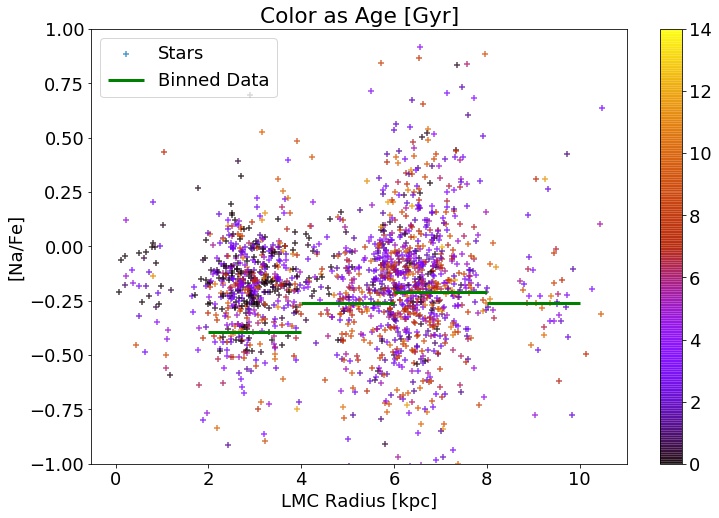 Color as Age [Gyr]
Stars
Binned Data
1.00
0.75
0.50
0.25
0.00
−0.25
−0.50
−0.75
−1.00
[Na/Fe]
0 2 4 6 8 10
LMC Radius [kpc]
14
12
10
8
6
4
2
0